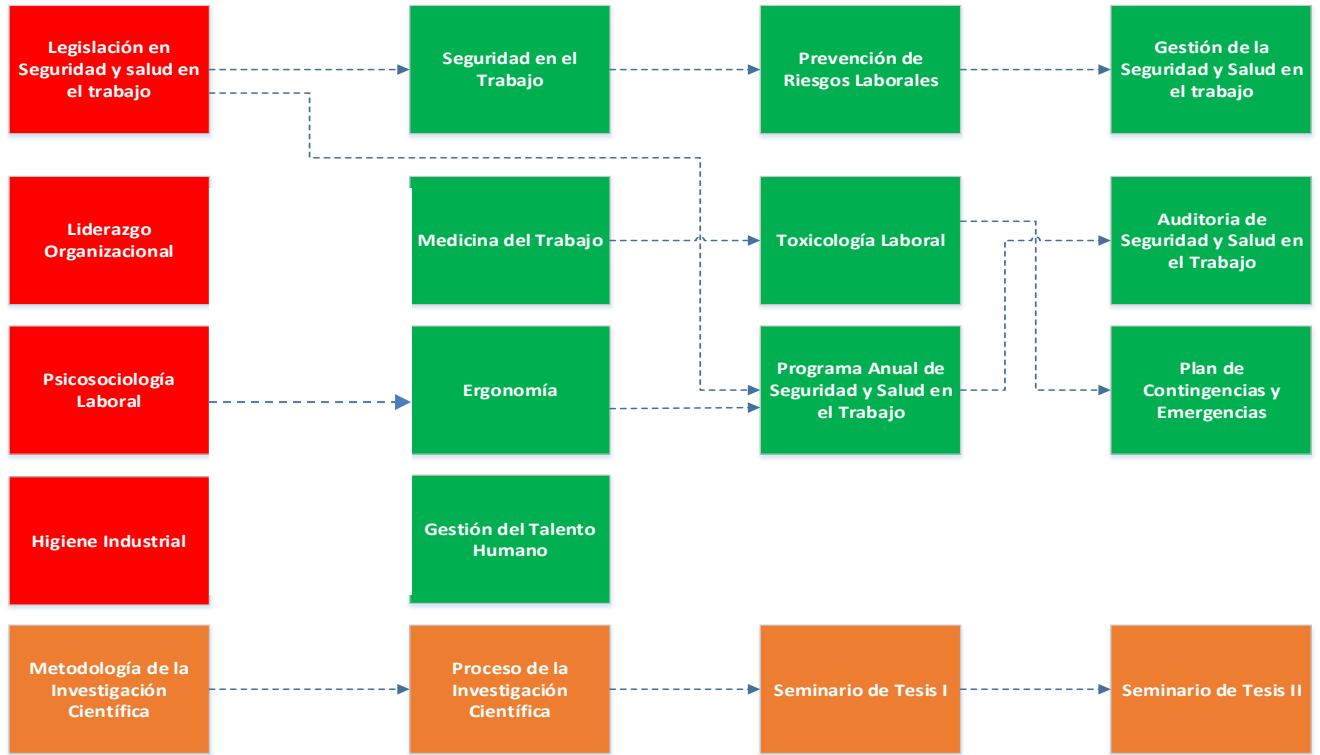 Legislación en
Seguridad y salud en
el trabajo
Seguridad en el
Trabajo
Prevención de
Riesgos Laborales
Gestión de la
Seguridad y Salud en
el trabajo
Liderazgo
Organizacional
Medicina del Trabajo
Toxicología Laboral
Auditoria de
Seguridad y Salud en
el Trabajo
Psicosociología
Laboral
Ergonomía
Programa Anual de
Seguridad y Salud en
el Trabajo
Plan de
Contingencias y
Emergencias
Higiene Industrial
Gestión del Talento
Humano
Metodología de la
Investigación
Científica
Proceso de la
Investigación
Científica
Seminario de Tesis I
Seminario de Tesis II